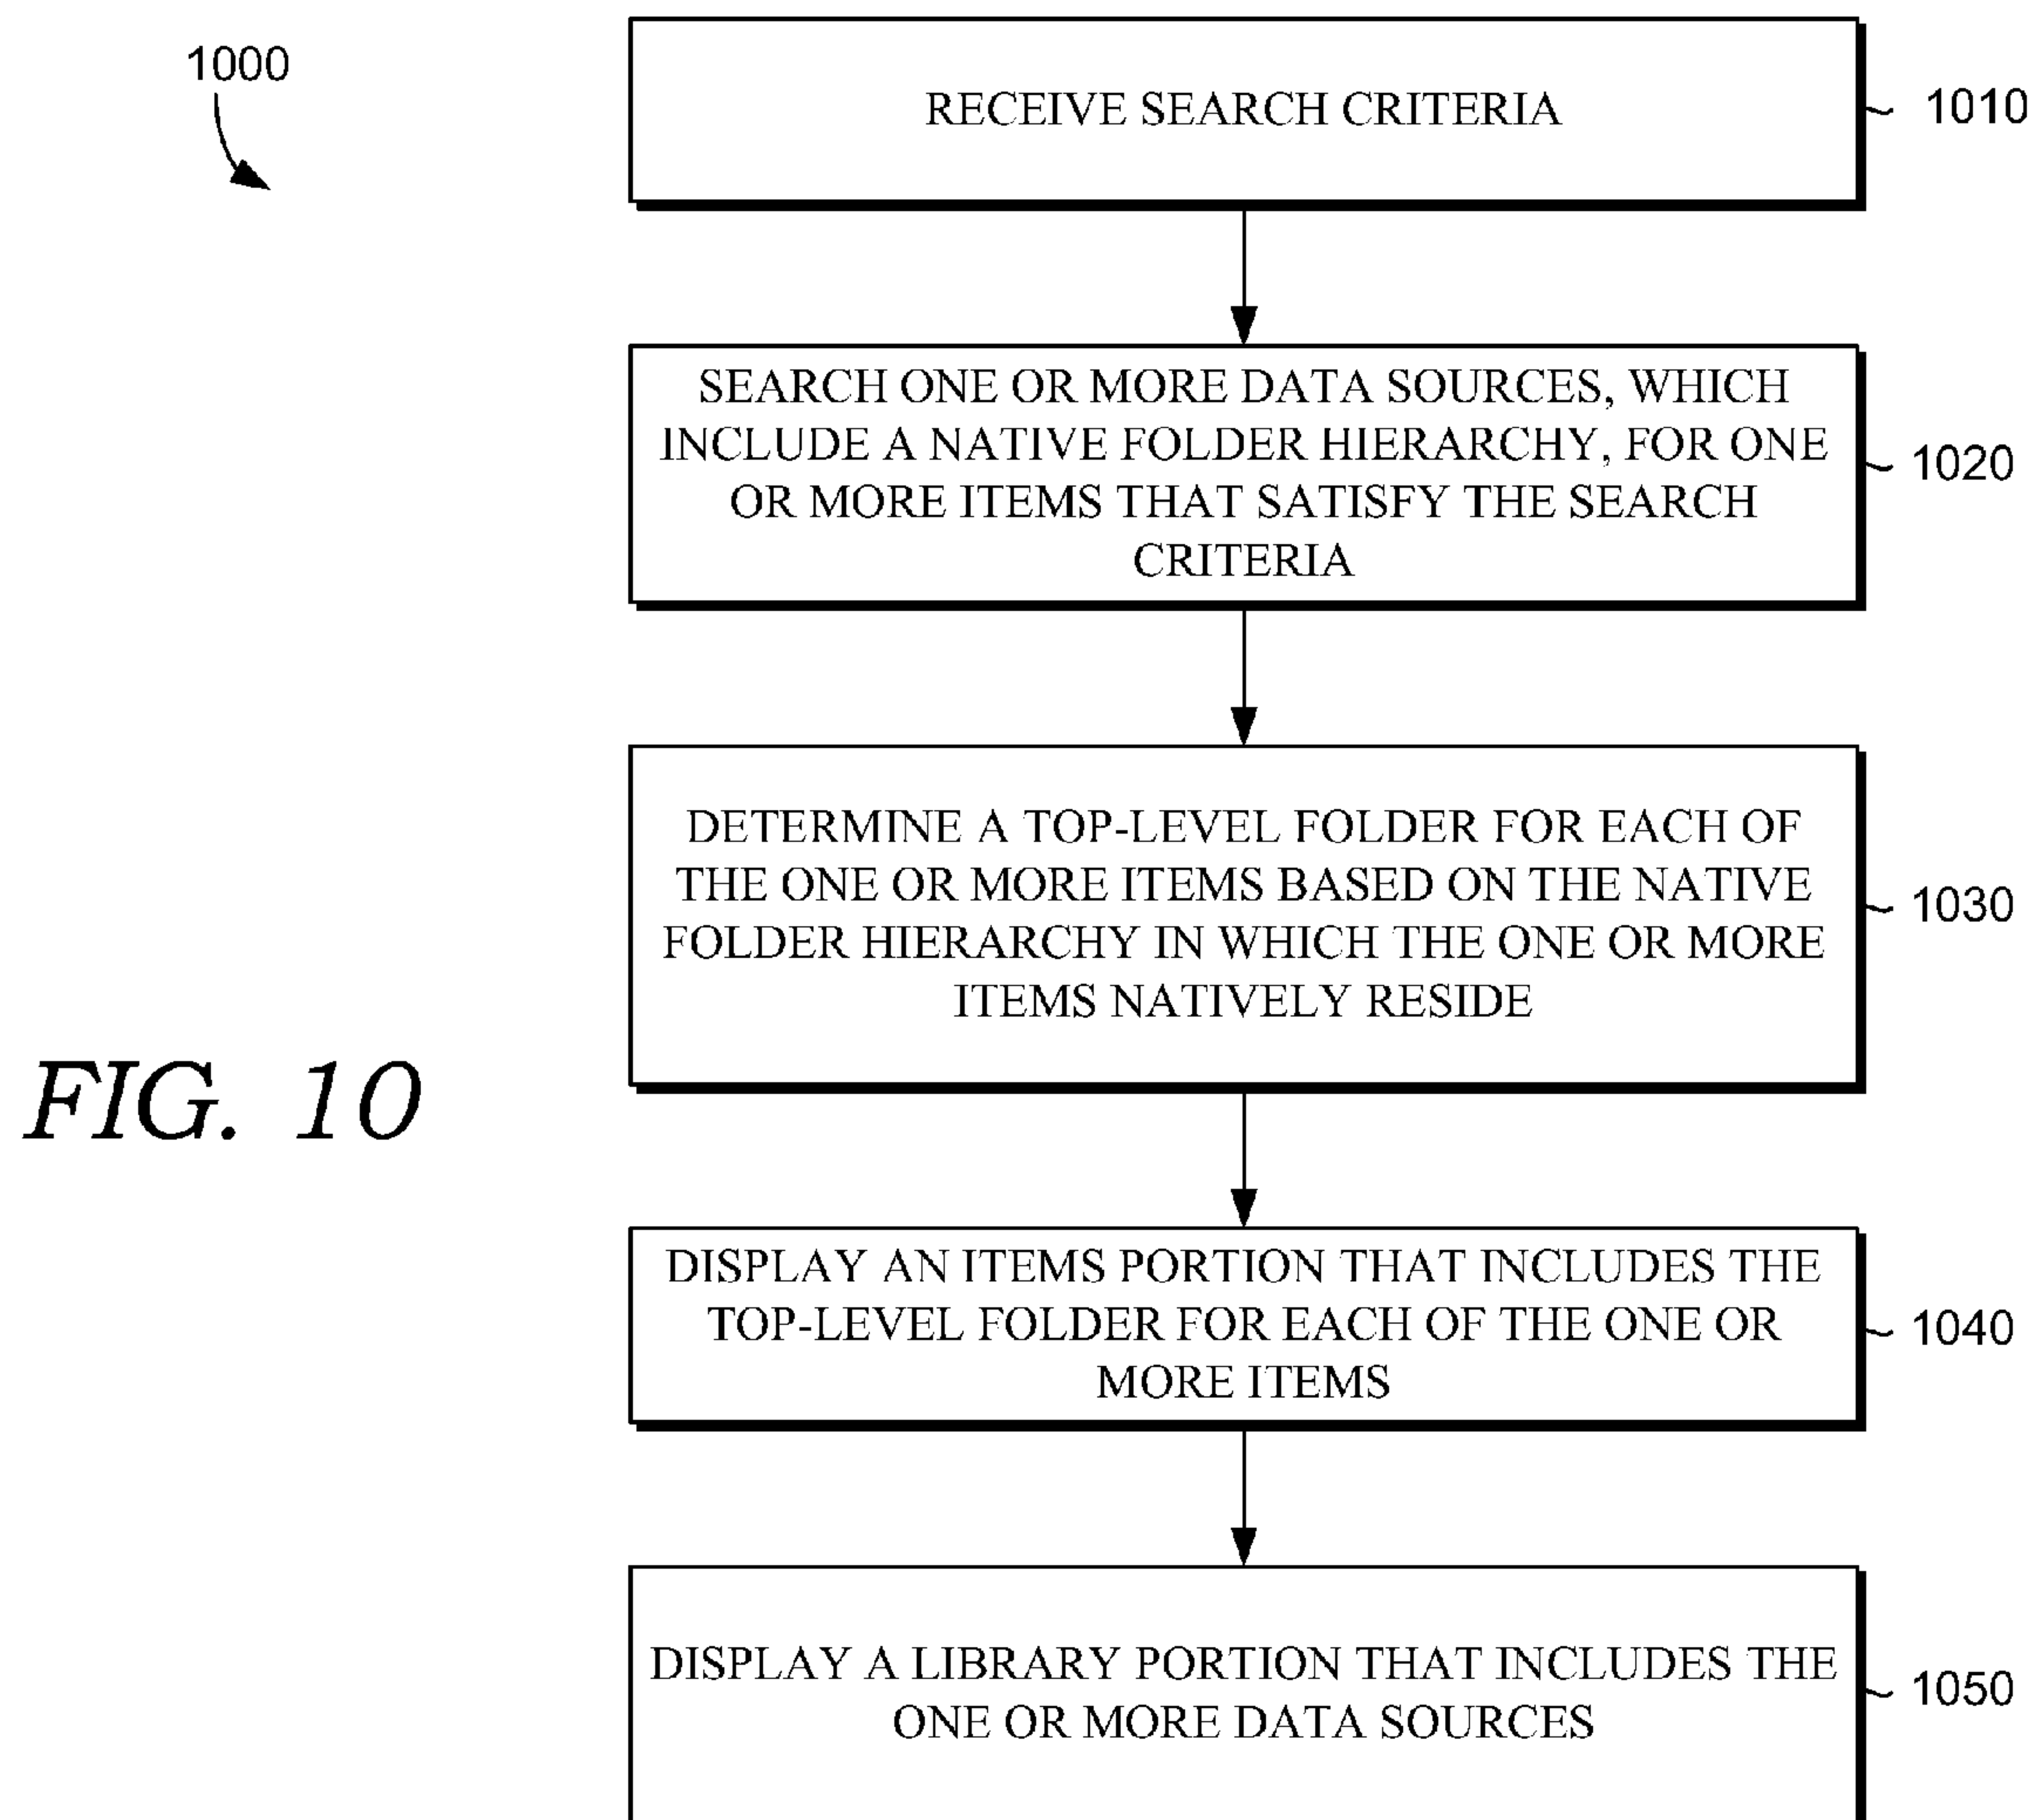 1000
RECEIVE SEARCH CRITERIA
1010
SEARCH ONE OR MORE DATA SOURCES, WHICH
INCLUDE A NATIVE FOLDER HIERARCHY, FOR ONE
OR MORE ITEMS THAT SATISFY THE SEARCH
CRITERIA
1020
DETERMINE A TOP-LEVEL FOLDER FOR EACH OF
THE ONE OR MORE ITEMS BASED ON THE NATIVE
FOLDER HIERARCHY IN WHICH THE ONE OR MORE
ITEMS NATIVELY RESIDE
1030
FIG. 10
DISPLAY AN ITEMS PORTION THAT INCLUDES THE
TOP-LEVEL FOLDER FOR EACH OF THE ONE OR
MORE ITEMS
1040
DISPLAY A LIBRARY PORTION THAT INCLUDES THE
ONE OR MORE DATA SOURCES
1050